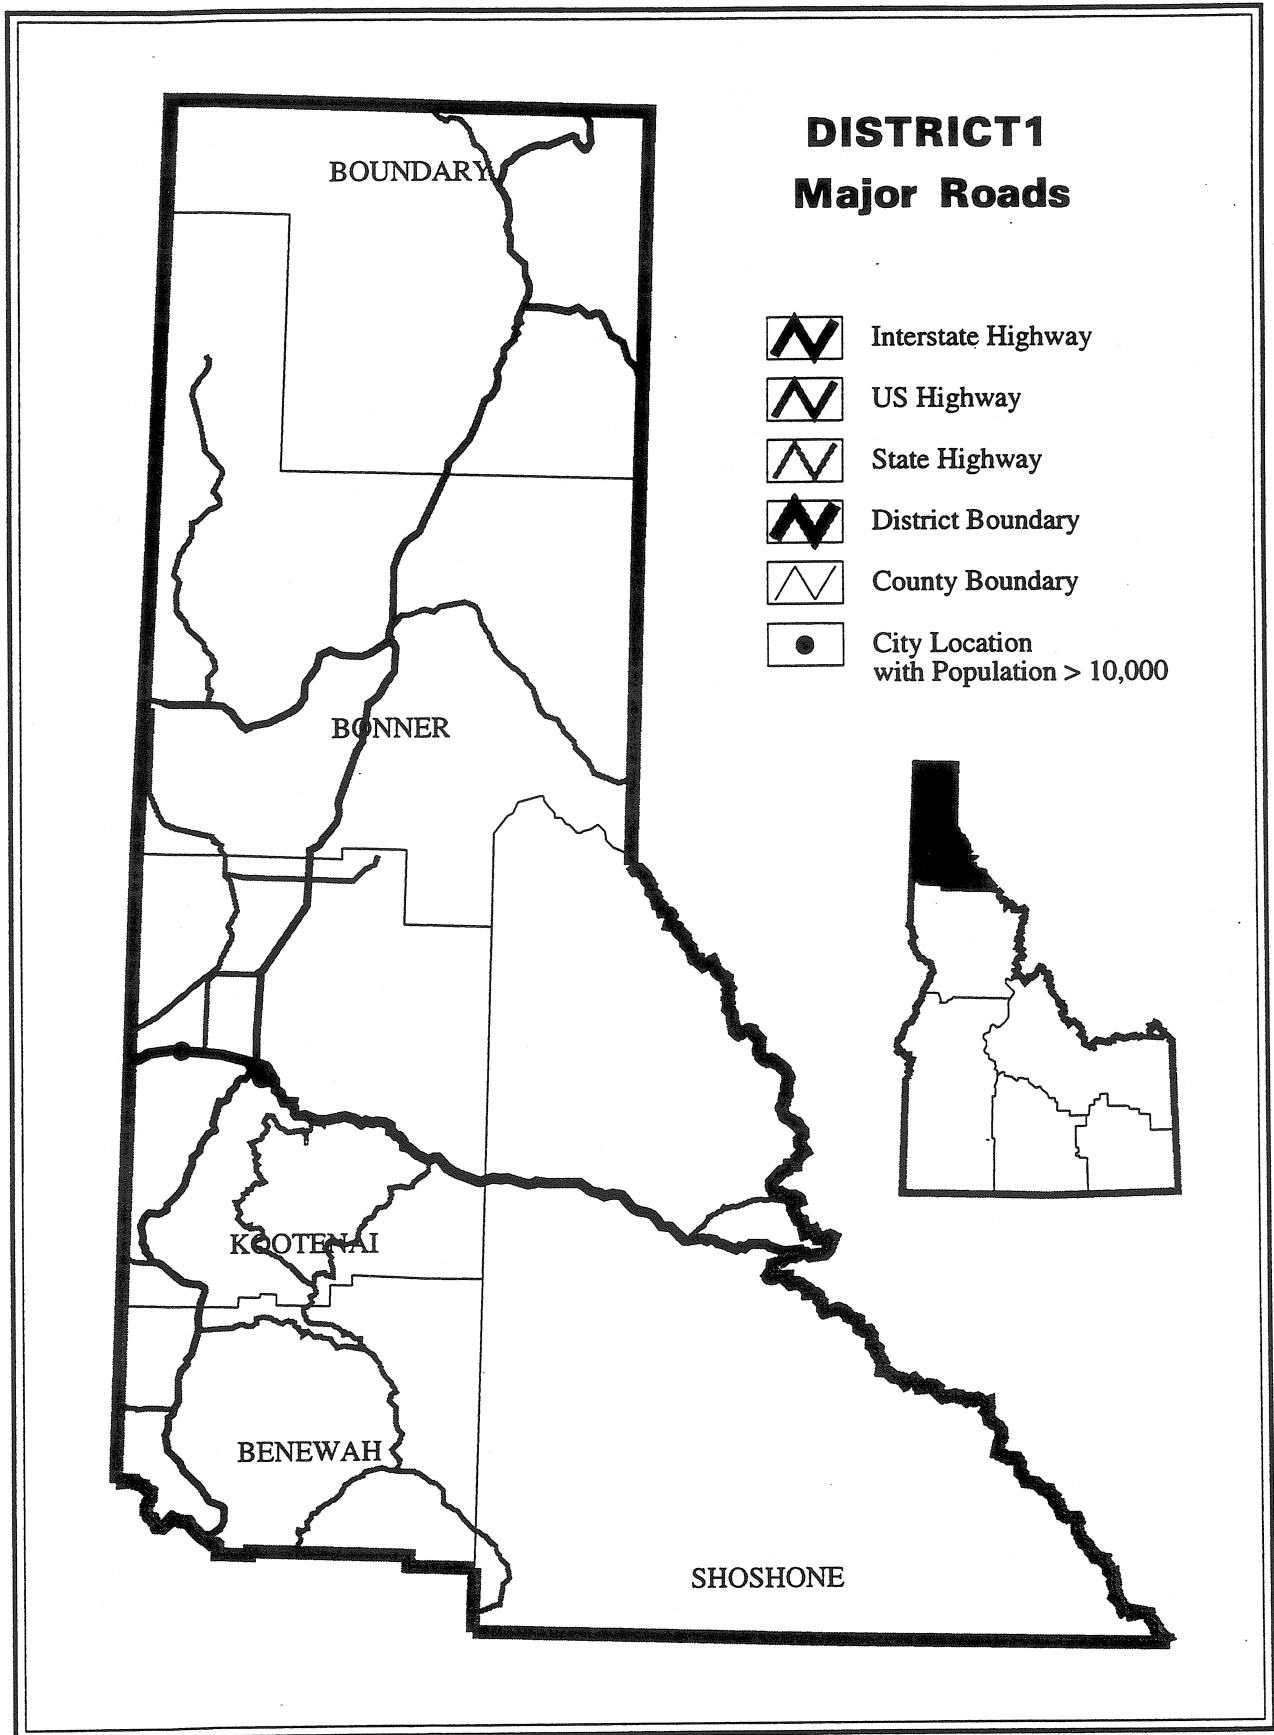 DISTRICT1
Major Roads
BOUNDARY
Interstate Highway
US Highway
State Highway
District Boundary
County Boundary
City Location
with Population > 10,000
BONNER
KOOTENAI
BENEWAH
SHOSHONE